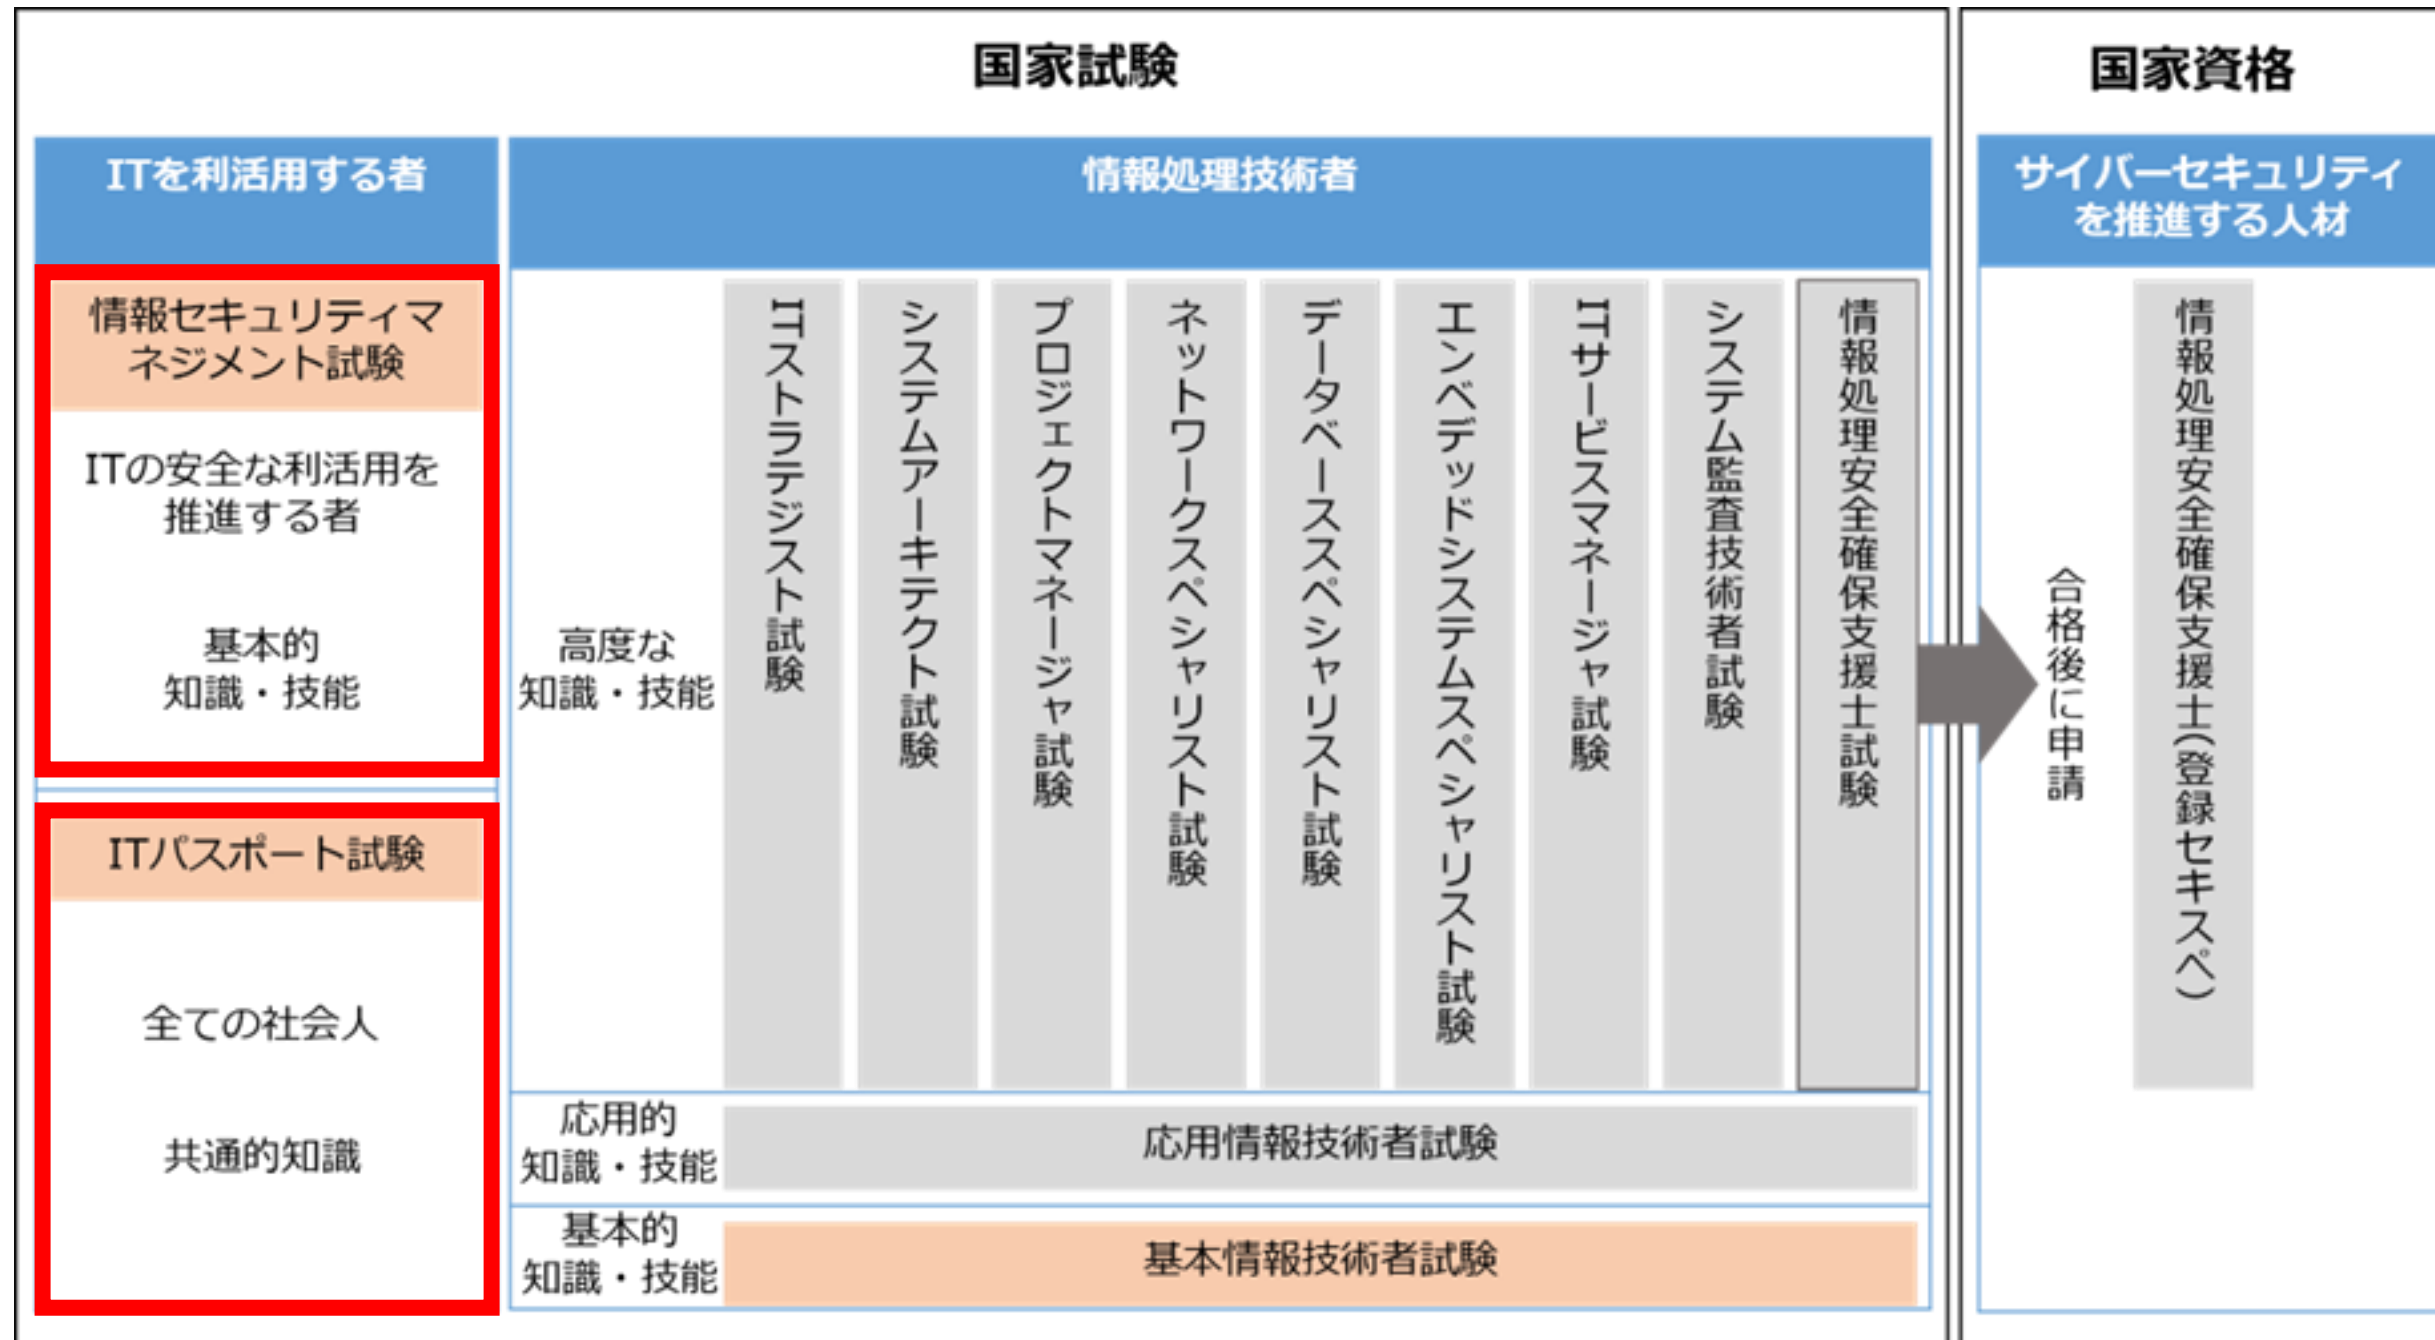 国家試験
国家資格
ITを利活用する者
情報処理技術者
サイバーセキュリティ
を推進する人材
情報セキュリティマ
ネジメント試験
ITの安全な利活用を
推進する者
基本的
知識・技能
ITパスポート試験
全ての社会人
共通的知識
高度な
知識・技能
ITストラテジスト試験
システムアーキテクト試験
プロジェクトマネージャ試験
ネットワークスペシャリスト試験
データベーススペシャリスト試験
エンベデッドシステムスペシャリスト試験
ITサービスマネージャ試験
システム監査技術者試験
情報処理安全確保支援士試験
応用的
知識・技能
応用情報技術者試験
基本的
知識・技能
基本情報技術者試験
合格後に申請
情報処理安全確保支援士(登録セキスペ)